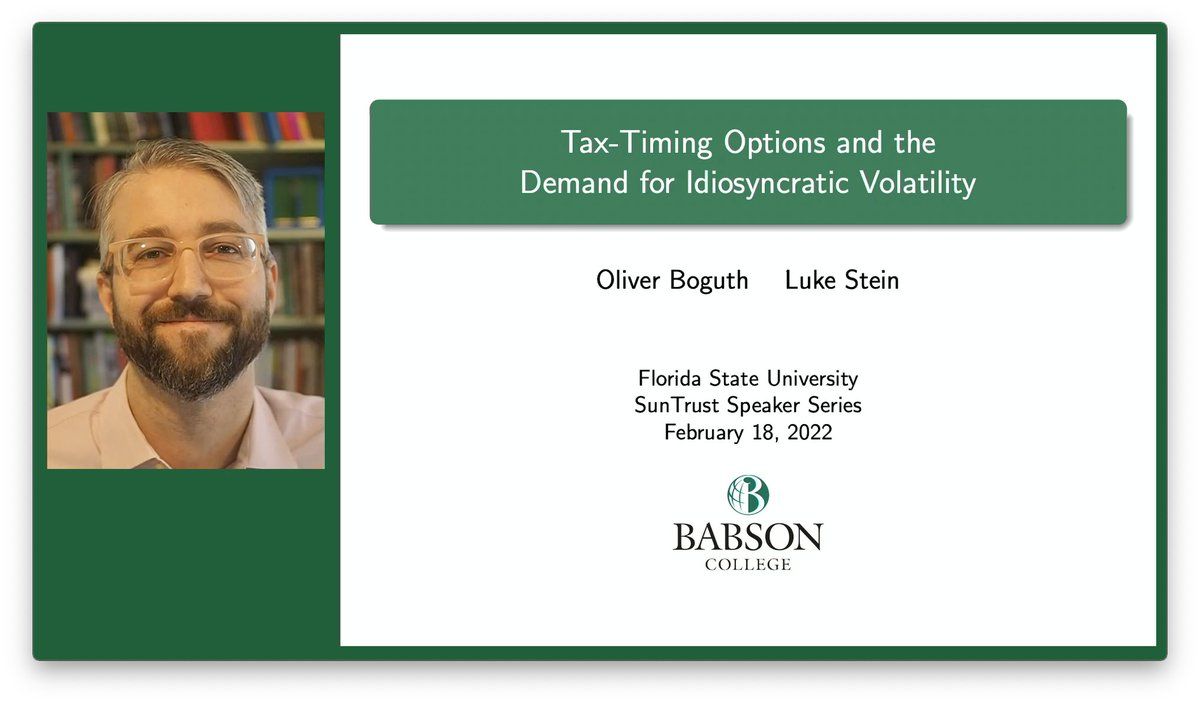 Tax-Timing Options and the
Demand for Idiosyncratic Volatility
Oliver Boguth Luke Stein
Florida State University
SunTrust Speaker Series
February 18, 2022
B
BABSON
COLLEGE